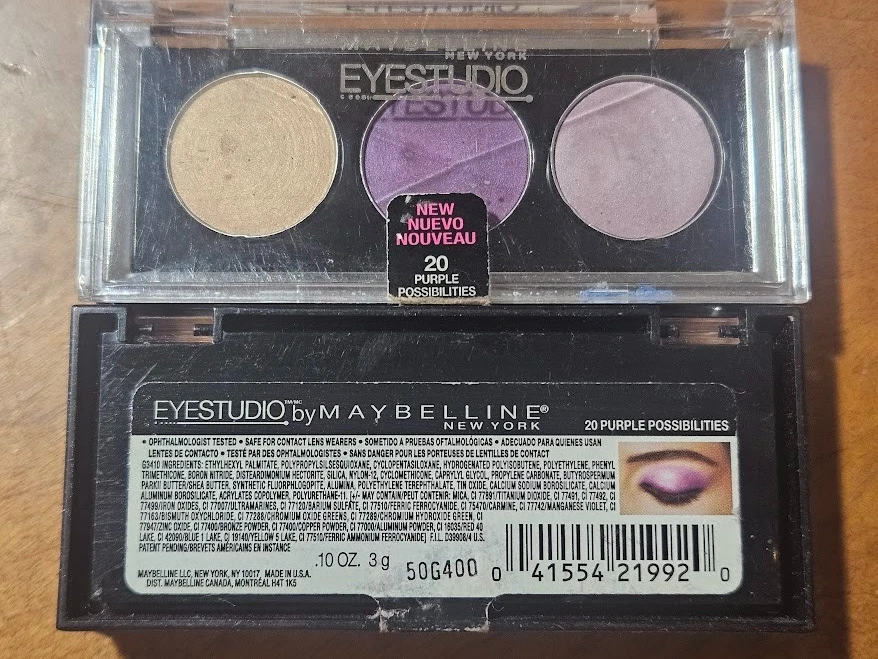 MAYBELLINE
NEW YORK
EYESTUDIO
NEW
NUEVO
NOUVEAU
20
PURPLE
POSSIBILITIES
EYESTUDIO™/MC by MAYBELLINE®
NEW YORK
20 PURPLE POSSIBILITIES
• OPHTHALMOLOGIST TESTED • SAFE FOR CONTACT LENS WEARERS • SOMETIDO A PRUEBAS OFTALMOLÓGICAS • ADECUADO PARA QUIENES USAN
LENTES DE CONTACTO • TESTÉ PAR DES OPHTALMOLOGISTES • SANS DANGER POUR LES PORTEUSES DE LENTILLES DE CONTACT
G3410 INGREDIENTS: ETHYLHEXYL PALMITATE, POLYPROPYLSILSESQUIOXANE, CYCLOPENTASILOXANE, HYDROGENATED POLYISOBUTENE, POLYETHYLENE, PHENYL
TRIMETHICONE, BORON NITRIDE, DISTEARDIMONIUM HECTORITE, SILICA, NYLON-12, CYCLOMETHICONE, CAPRYLYL GLYCOL, PROPYLENE CARBONATE, BUTYROSPERMUM
PARKII BUTTER/SHEA BUTTER, SYNTHETIC FLUORPHLOGOPITE, ALUMINA, POLYETHYLENE TEREPHTHALATE, TIN OXIDE, CALCIUM SODIUM BOROSILICATE, CALCIUM
ALUMINUM BOROSILICATE, ACRYLATES COPOLYMER, POLYURETHANE-11. [+/- MAY CONTAIN/PEUT CONTENIR: MICA, CI 77891/TITANIUM DIOXIDE, CI 77491, CI 77492, CI
77499/IRON OXIDES, CI 77007/ULTRAMARINES, CI 77120/BARIUM SULFATE, CI 77510/FERRIC FERROCYANIDE, CI 75470/CARMINE, CI 77742/MANGANESE VIOLET, CI
77163/BISMUTH OXYCHLORIDE, CI 77288/CHROMIUM OXIDE GREENS, CI 77289/CHROMIUM HYDROXIDE GREEN, CI
77947/ZINC OXIDE, CI 77400/BRONZE POWDER, CI 77400/COPPER POWDER, CI 77000/ALUMINUM POWDER, CI 16035/RED 40
LAKE, CI 42090/BLUE 1 LAKE, CI 19140/YELLOW 5 LAKE, CI 77510/FERRIC AMMONIUM FERROCYANIDE] F.I.L. D39908/4 U.S.
PATENT PENDING/BREVETS AMÉRICAINS EN INSTANCE
.10 OZ. 3 g
50G400
MAYBELLINE LLC, NEW YORK, NY 10017, MADE IN U.S.A.
DIST. MAYBELLINE CANADA, MONTRÉAL H4T 1K5
0 41554 21992 0